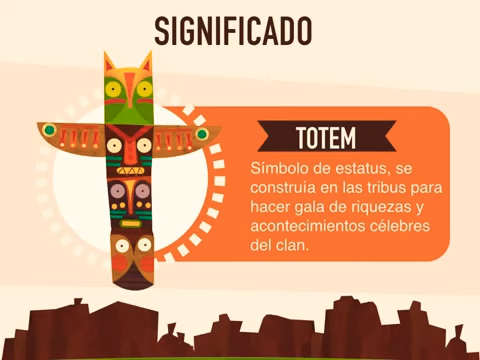 SIGNIFICADO
TOTEM
Símbolo de estatus, se
construía en las tribus para
hacer gala de riquezas y
acontecimientos célebres
del clan.